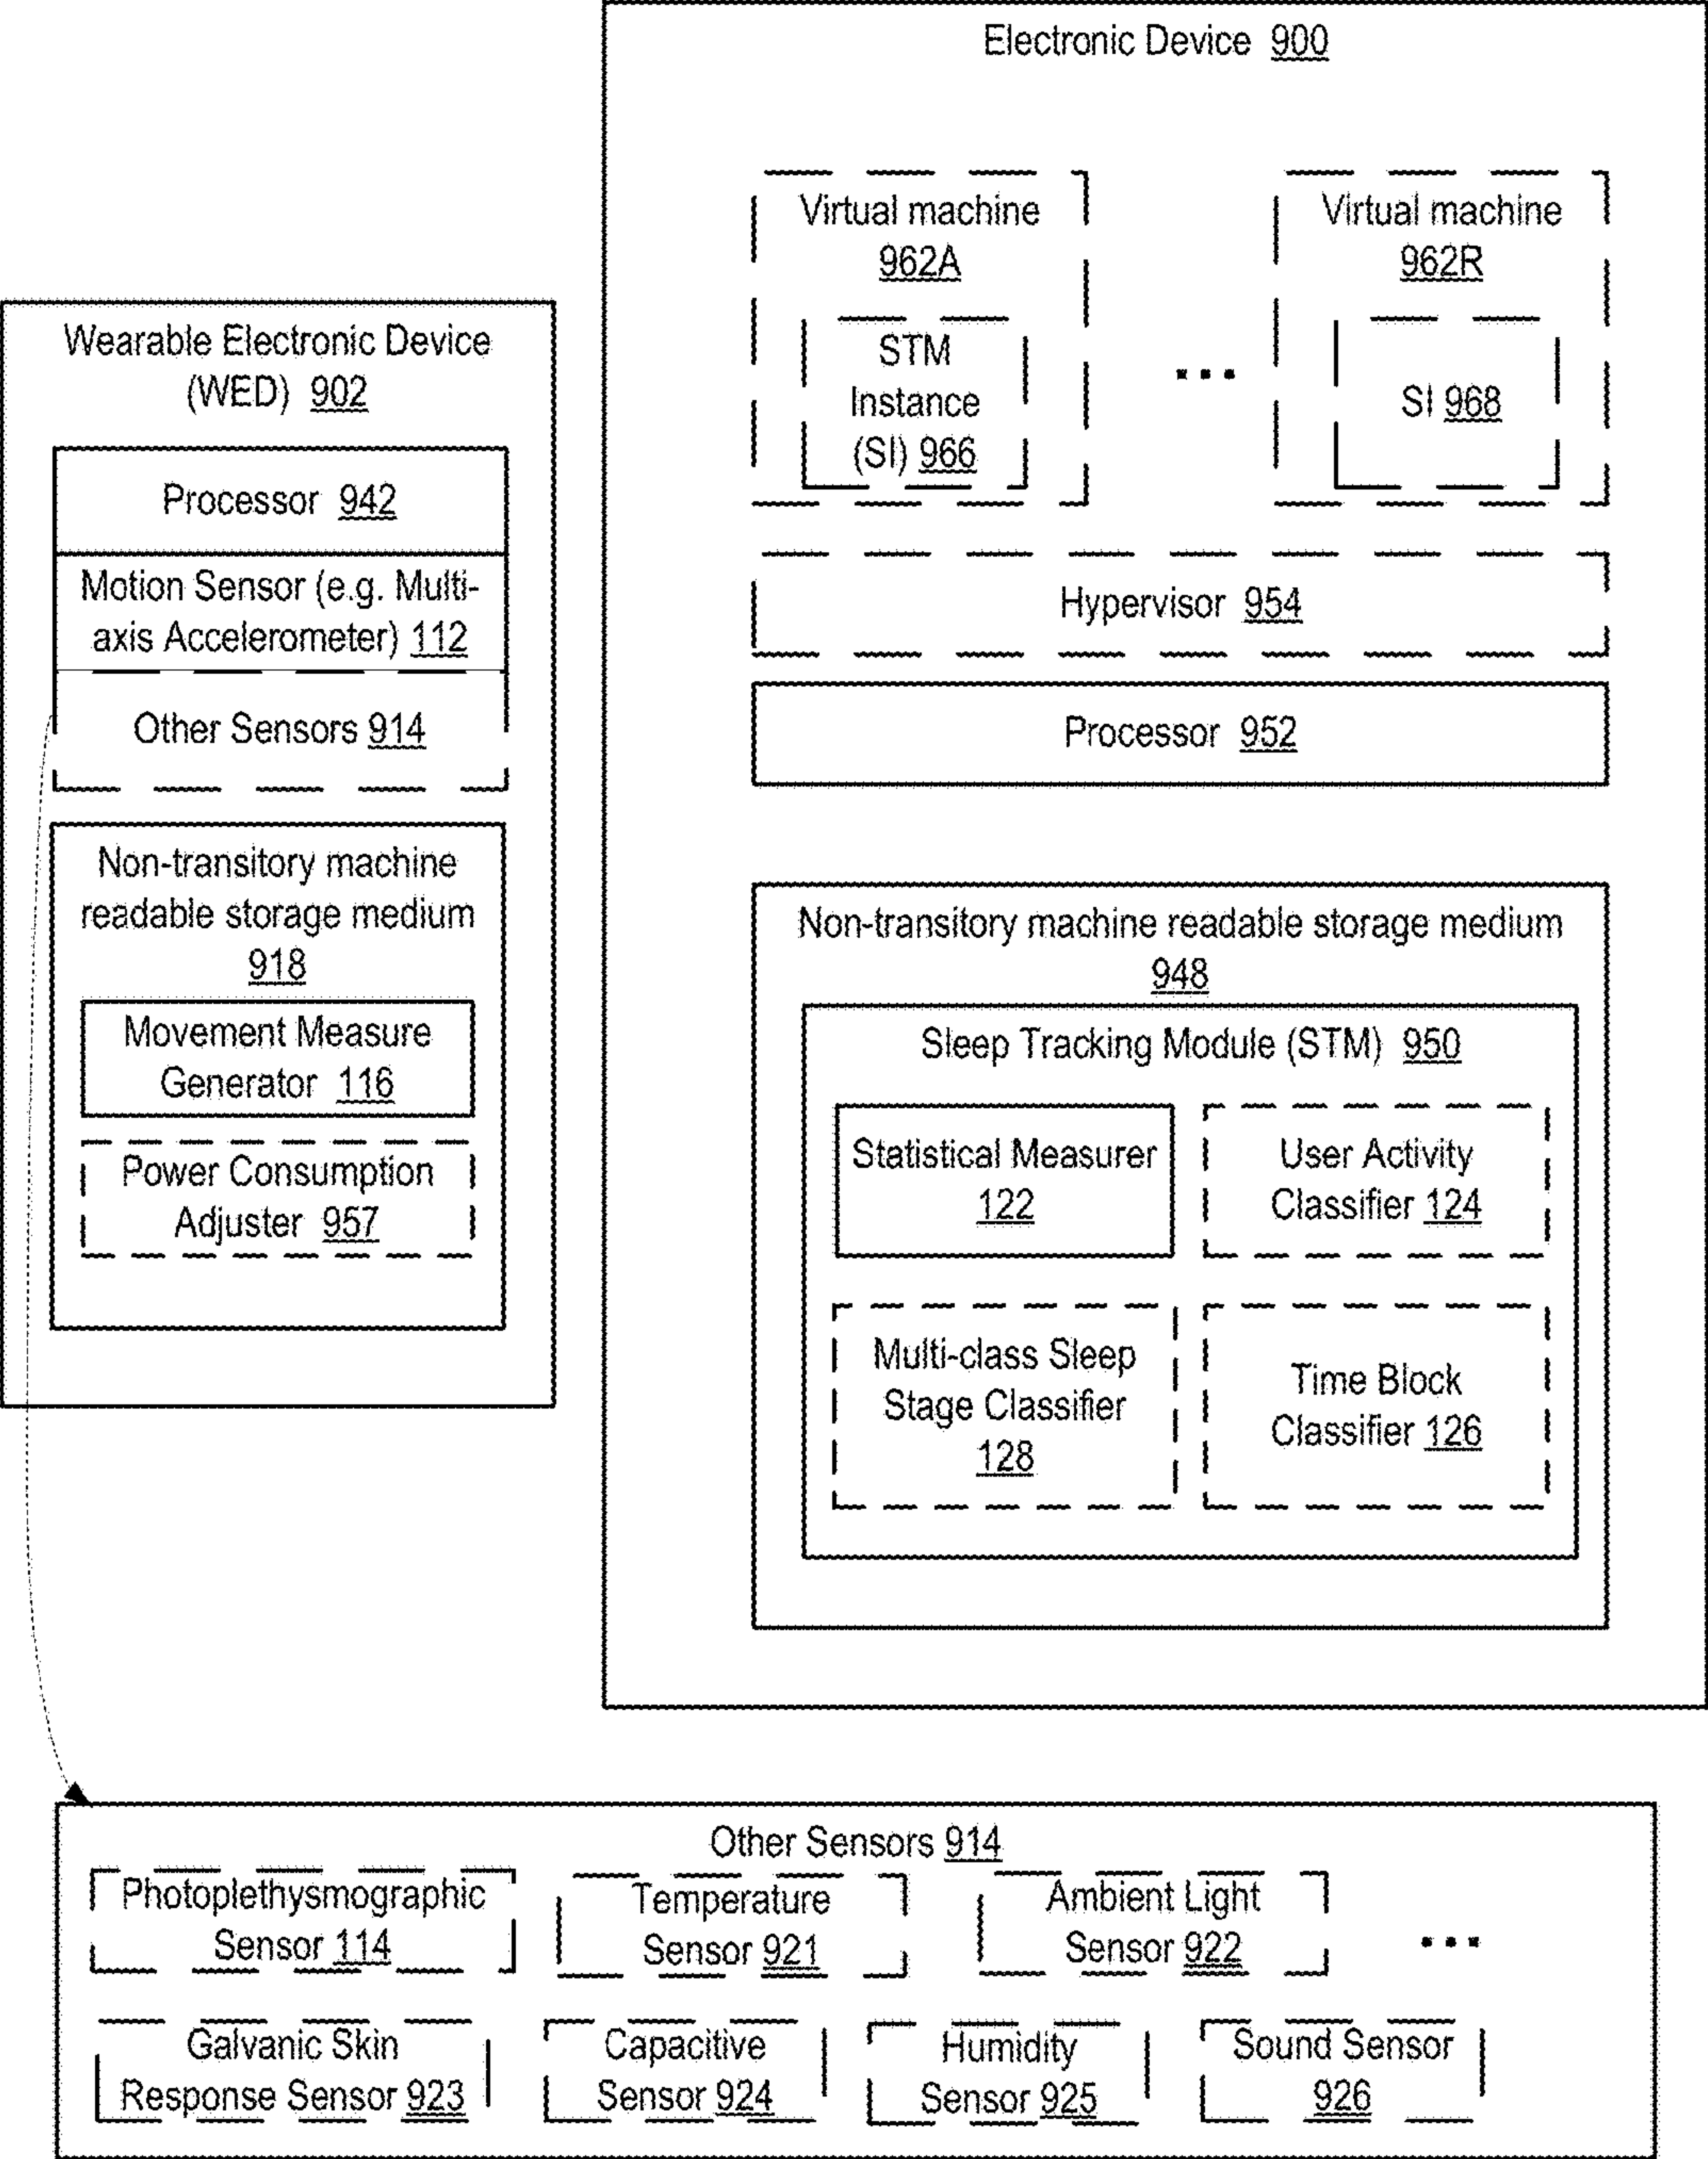 Electronic Device 900
Virtual machine
962A
STM
Instance
(SI) 966
...
Virtual machine
962R
SI 968
Hypervisor 954
Processor 952
Non-transitory machine readable storage medium
948
Sleep Tracking Module (STM) 950
Statistical Measurer
122
User Activity
Classifier 124
Multi-class Sleep
Stage Classifier
128
Time Block
Classifier 126
Wearable Electronic Device
(WED) 902
Processor 942
Motion Sensor (e.g. Multi-
axis Accelerometer) 112
Other Sensors 914
Non-transitory machine
readable storage medium
918
Movement Measure
Generator 116
Power Consumption
Adjuster 957
Other Sensors 914
Photoplethysmographic
Sensor 114
Temperature
Sensor 921
Ambient Light
Sensor 922
...
Galvanic Skin
Response Sensor 923
Capacitive
Sensor 924
Humidity
Sensor 925
Sound Sensor
926